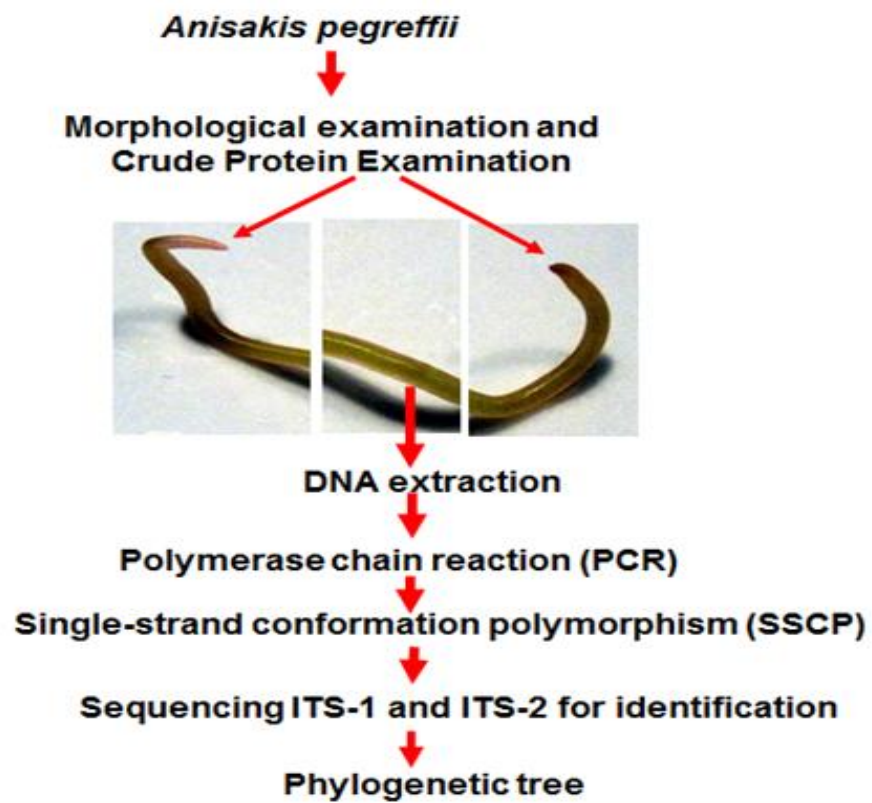 Anisakis pegreffii
Morphological examination and
Crude Protein Examination
DNA extraction
Polymerase chain reaction (PCR)
Single-strand conformation polymorphism (SSCP)
Sequencing ITS-1 and ITS-2 for identification
Phylogenetic tree